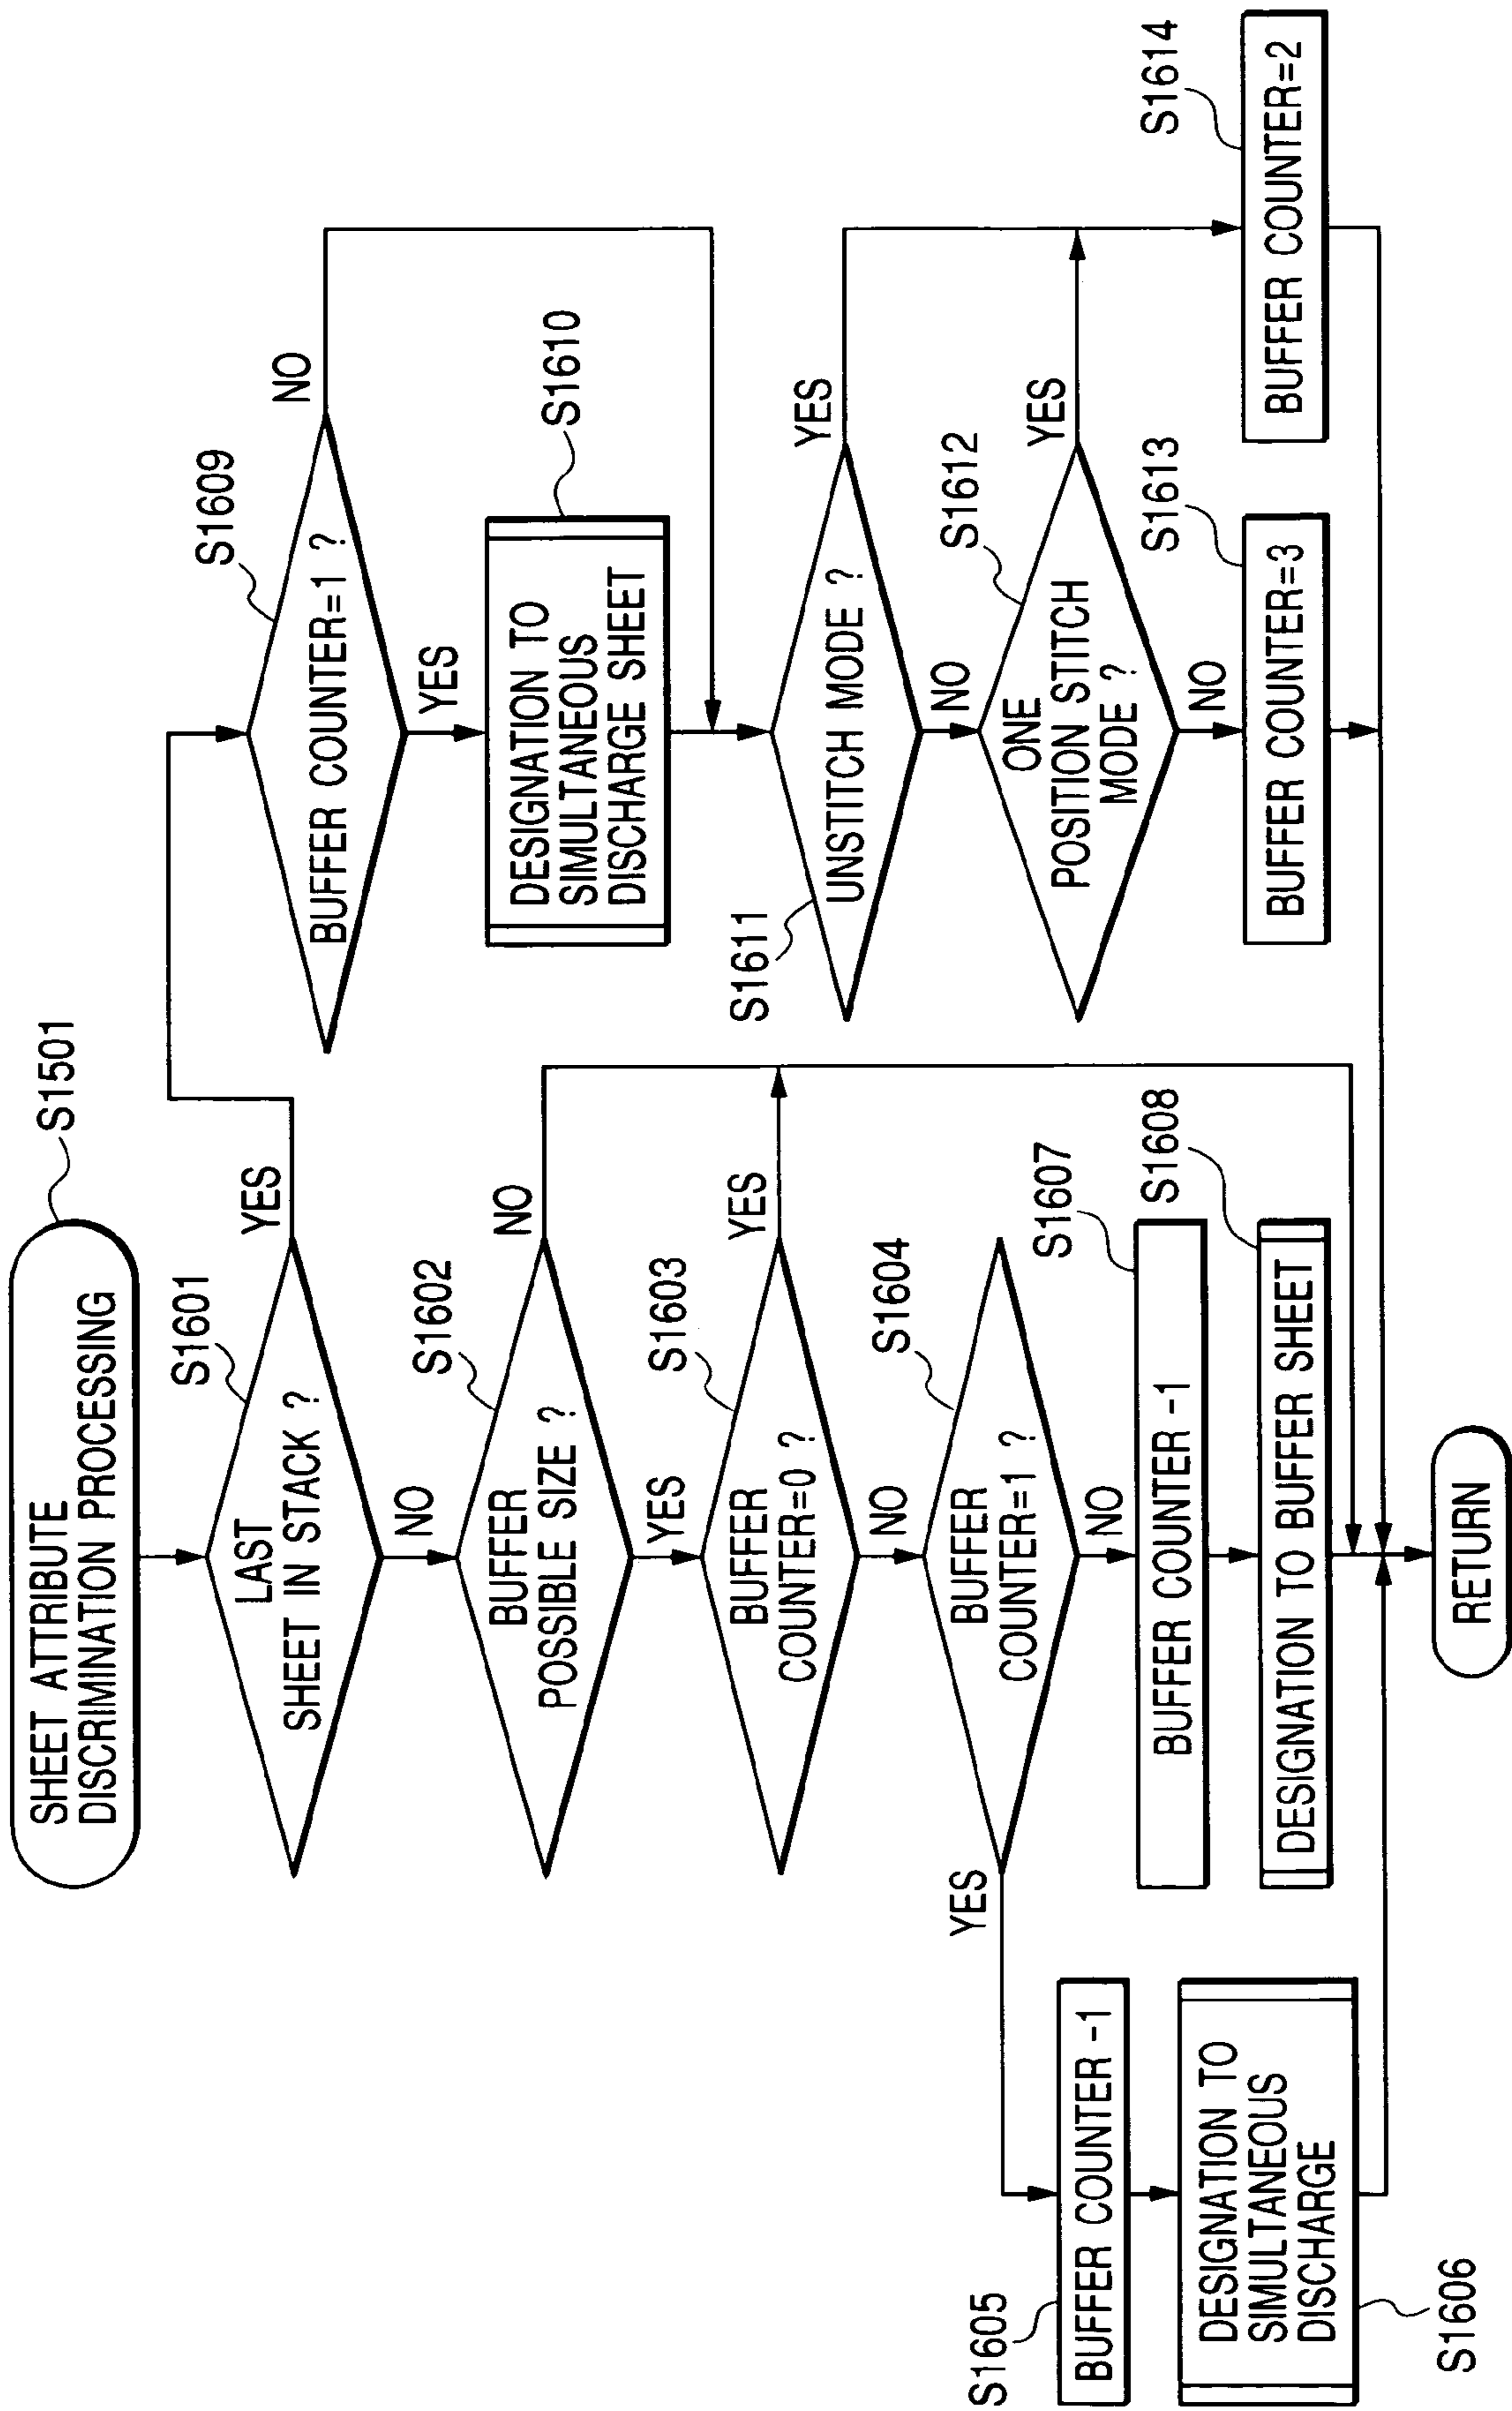 SHEET ATTRIBUTE
DISCRIMINATION PROCESSING
S1501
S1601
LAST
SHEET IN STACK ?
YES
NO
S1602
BUFFER
POSSIBLE SIZE ?
NO
YES
S1603
BUFFER
COUNTER=0 ?
YES
NO
S1604
BUFFER
COUNTER=1 ?
YES
NO
S1605
BUFFER COUNTER -1
DESIGNATION TO
SIMULTANEOUS
DISCHARGE
S1606
S1607
BUFFER COUNTER -1
S1608
DESIGNATION TO BUFFER SHEET
S1609
BUFFER COUNTER=1 ?
NO
YES
S1610
DESIGNATION TO
SIMULTANEOUS
DISCHARGE SHEET
S1611
UNSTITCH MODE ?
YES
NO
S1612
ONE
POSITION STITCH
MODE ?
YES
NO
S1613
BUFFER COUNTER=3
S1614
BUFFER COUNTER=2
RETURN